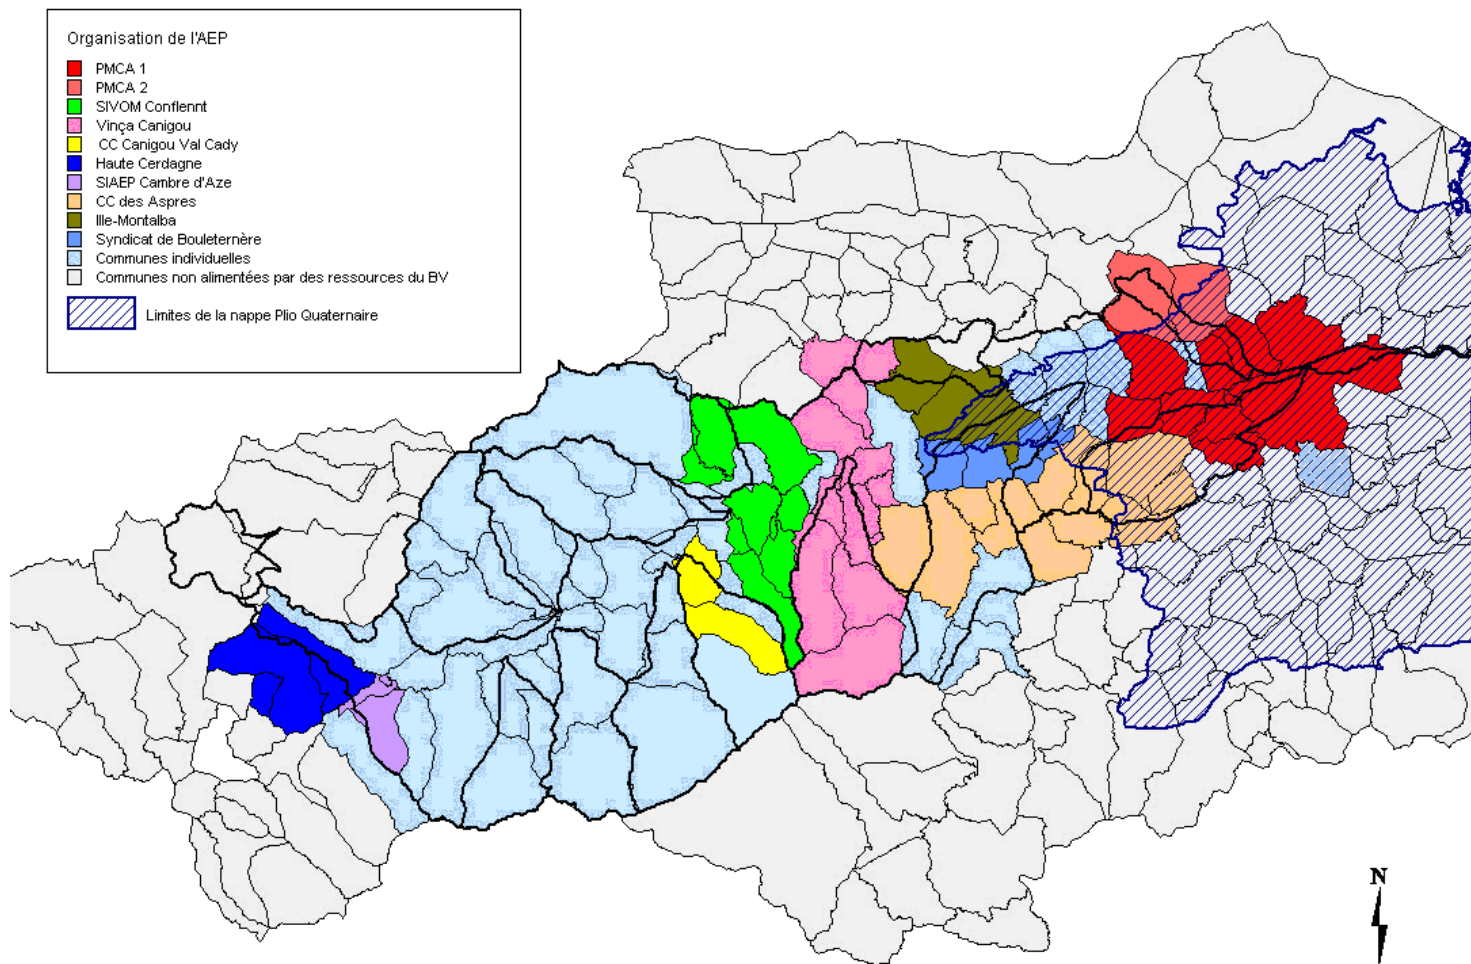 Organisation de l'AEP
PMCA 1
PMCA 2
SIVOM Conflennt
Vinça Canigou
CC Canigou Val Cady
Haute Cerdagne
SIAEP Cambre d'Aze
CC des Aspres
Ille-Montalba
Syndicat de Bouleternère
Communes individuelles
Communes non alimentées par des ressources du BV
Limites de la nappe Plio Quaternaire
N